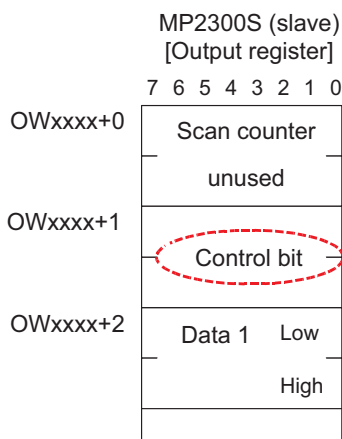 MP2300S (slave)
[Output register]
7 6 5 4 3 2 1 0
OWxxxx+0
Scan counter
unused
OWxxxx+1
Control bit
OWxxxx+2
Data 1 Low
High